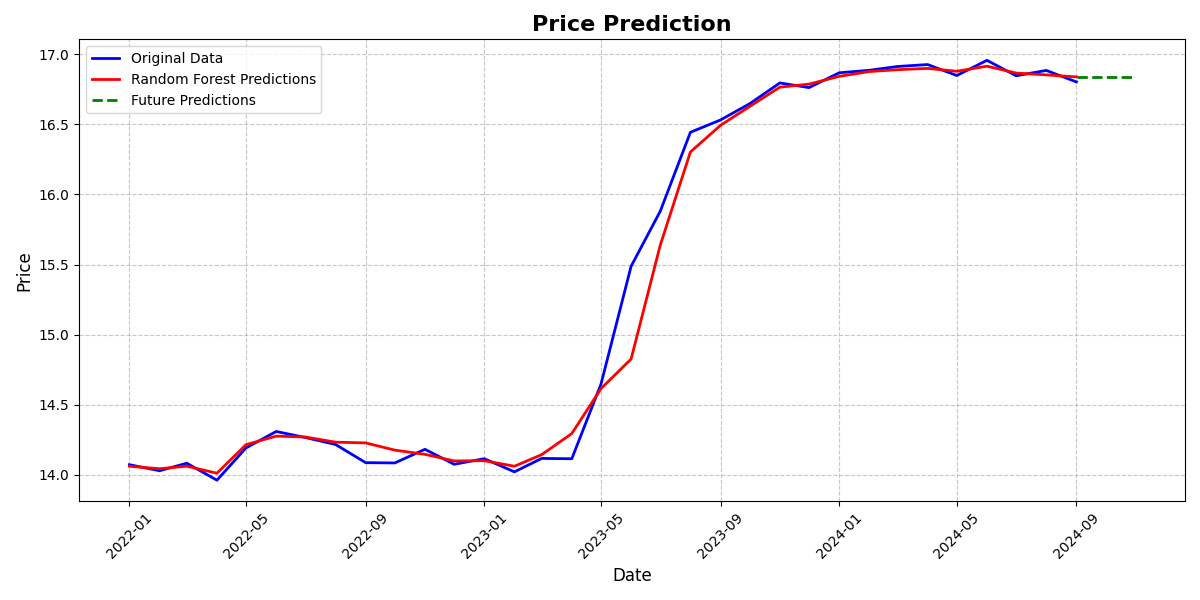 Price Prediction
Original Data
Random Forest Predictions
Future Predictions
Price
17.0
16.5
16.0
15.5
15.0
14.5
14.0
2022-01
2022-05
2022-09
2023-01
2023-05
2023-09
2024-01
2024-05
2024-09
Date